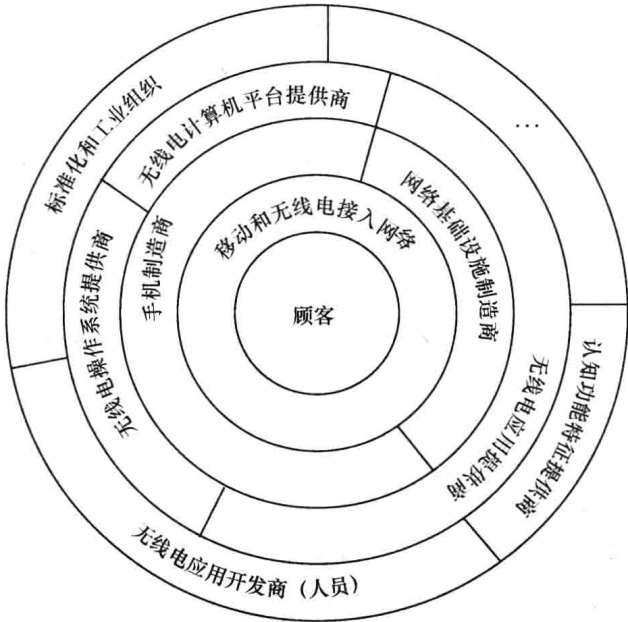 标准化和工业组织
…
无线电计算机平台提供商
网络基础设施制造商
移动和无线电接入网络
手机制造商
无线电操作系统提供商
顾客
认知功能特征提供商
无线电应用提供商
无线电应用开发商（人员）